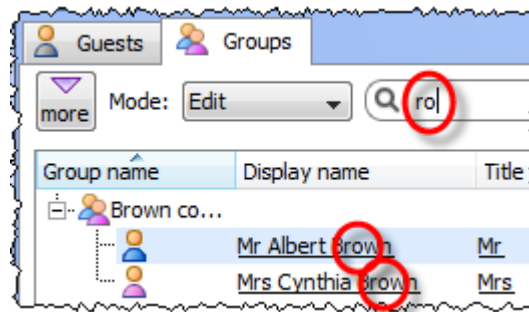 Guests Groups
more Mode: Edit ro
Group name Display name Title
Brown co...
Mr Albert Brown Mr
Mrs Cynthia Brown Mrs